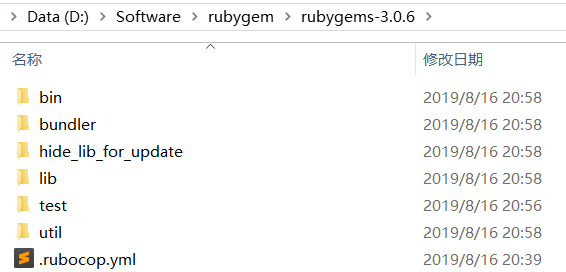 Data (D:) > Software > rubygem > rubygems-3.0.6 >
名称 修改日期
bin 2019/8/16 20:58
bundler 2019/8/16 20:58
hide_lib_for_update 2019/8/16 20:58
lib 2019/8/16 20:58
test 2019/8/16 20:56
util 2019/8/16 20:58
.rubocop.yml 2019/8/16 20:39